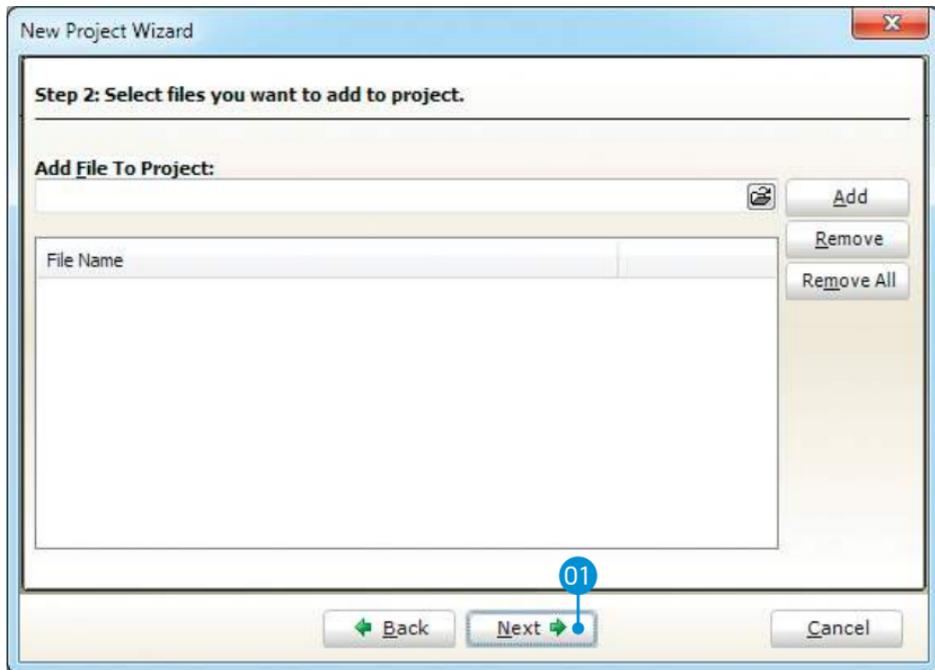 New Project Wizard
Step 2: Select files you want to add to project.
Add File To Project:
Add
Remove
File Name
Remove All
01
Back Next Cancel